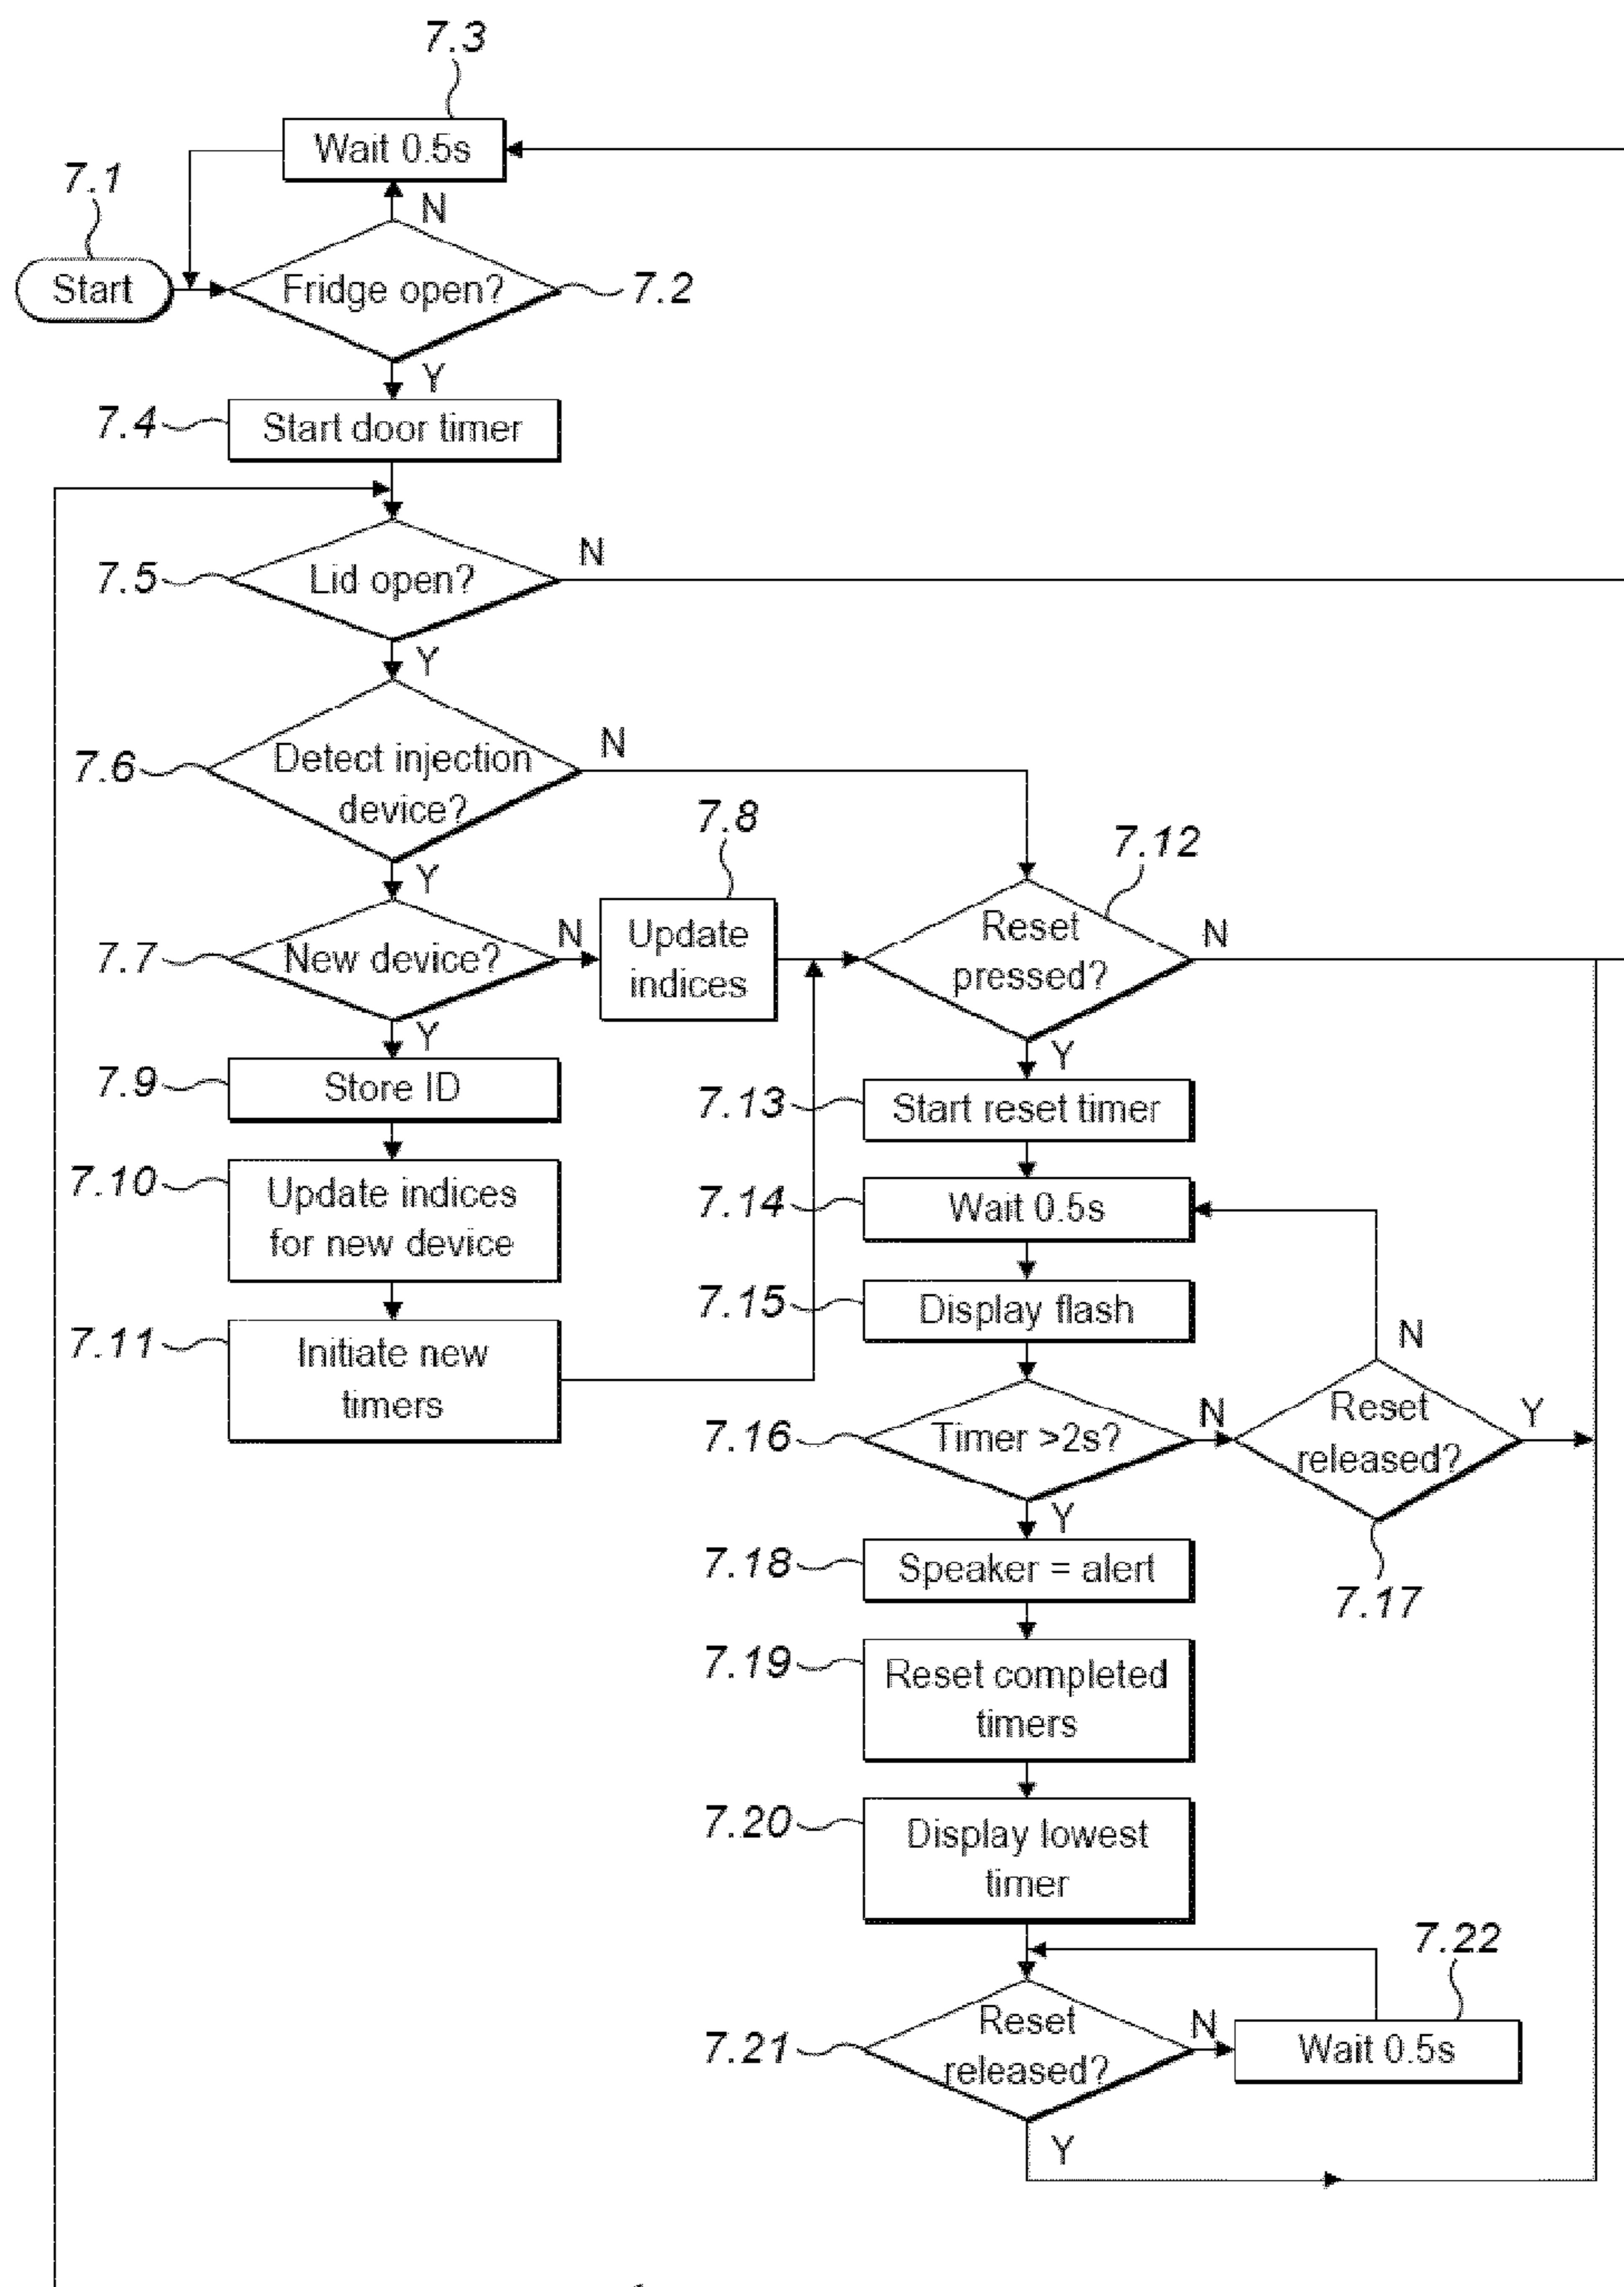 7.3
Wait 0.5s
7.1
N
Start
Fridge open?
7.2
Y
7.4
Start door timer
N
7.5
Lid open?
Y
N
7.6
Detect injection
device?
7.8
7.12
Y
7.7
New device?
N
Update
indices
Reset
pressed?
N
Y
Y
7.9
Store ID
7.13
Start reset timer
7.10
Update indices
for new device
7.14
Wait 0.5s
7.15
Display flash
7.11
Initiate new
timers
N
7.16
Timer >2s?
N
Reset
released?
Y
Y
7.18
Speaker = alert
7.17
7.19
Reset completed
timers
7.20
Display lowest
timer
7.22
7.21
Reset
released?
N
Wait 0.5s
Y